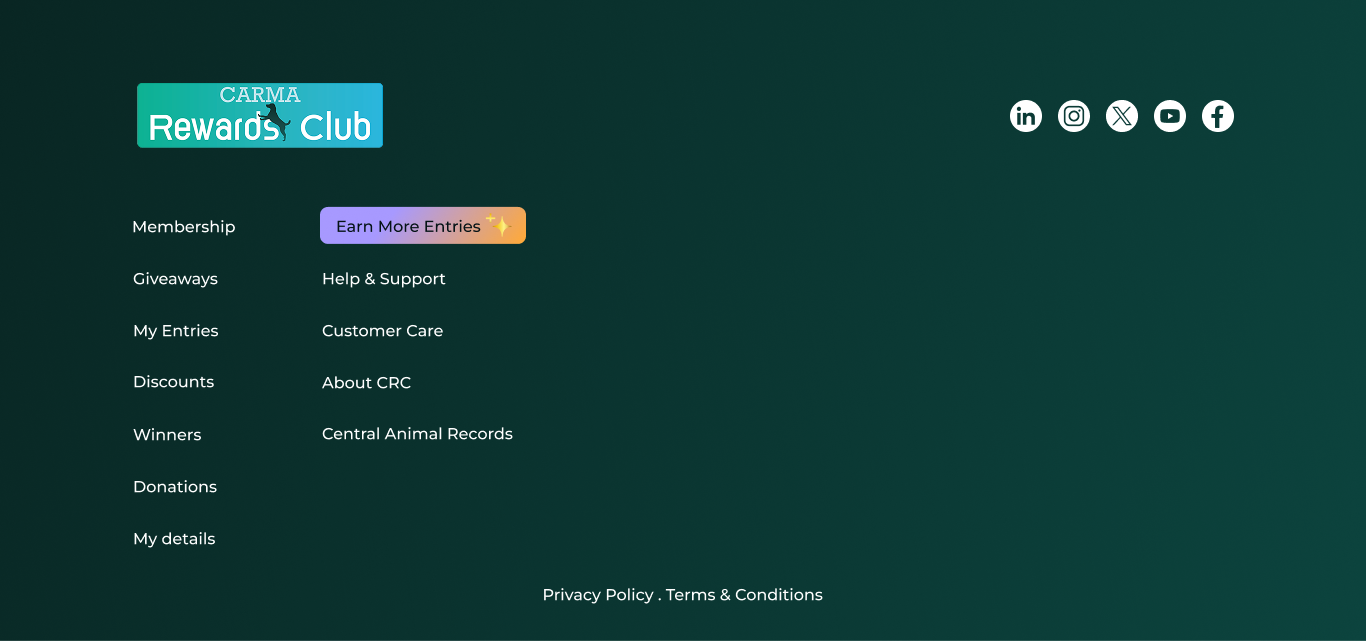 CARMA
Rewards Club
Membership
Giveaways
My Entries
Discounts
Winners
Donations
My details
Earn More Entries
Help & Support
Customer Care
About CRC
Central Animal Records
in
X
f
Privacy Policy . Terms & Conditions